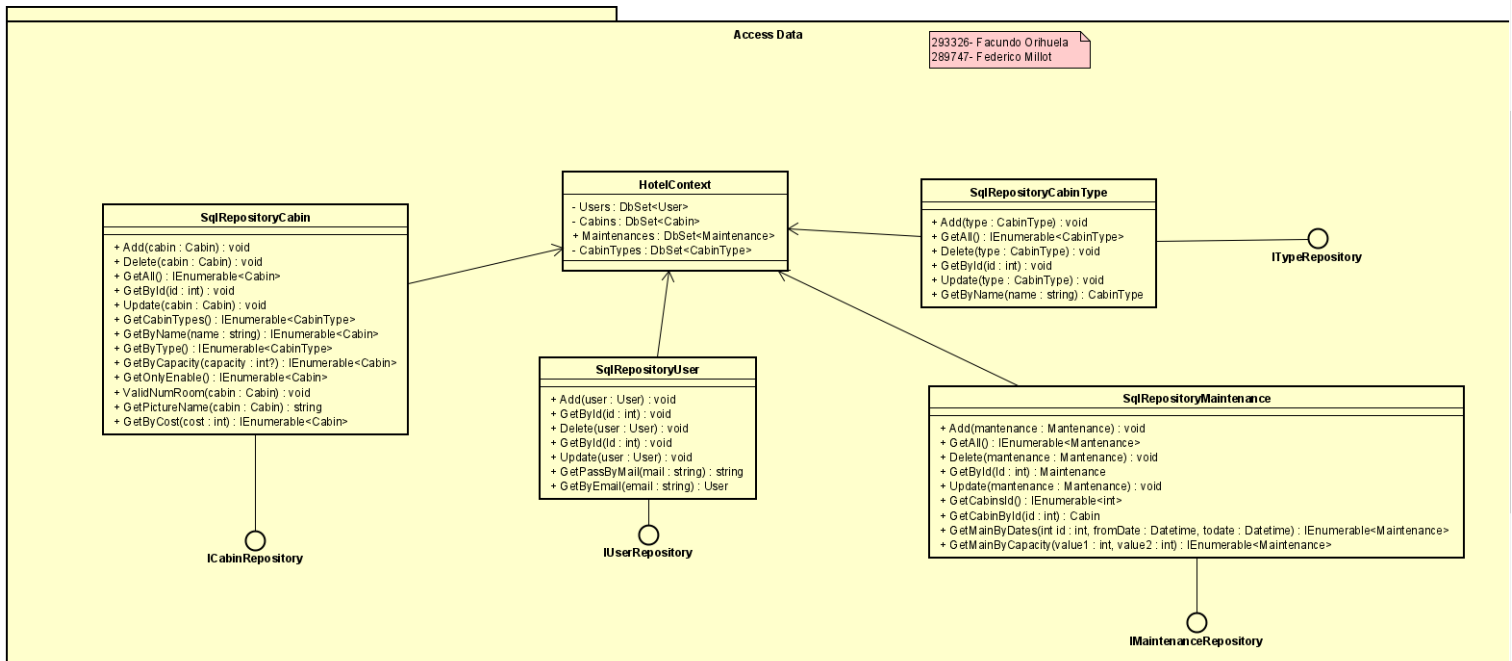 Access Data
293326- Facundo Orihuela
289747- Federico Millot
HotelContext
- Users : DbSet<User>
- Cabins : DbSet<Cabin>
+ Maintenances : DbSet<Maintenance>
- CabinTypes : DbSet<CabinType>
SqlRepositoryCabinType
+ Add(type : CabinType) : void
+ GetAll() : IEnumerable<CabinType>
+ Delete(type : CabinType) : void
+ GetById(id : int) : void
+ Update(type : CabinType) : void
+ GetByName(name : string) : CabinType
ITypeRepository
SqlRepositoryCabin
+ Add(cabin : Cabin) : void
+ Delete(cabin : Cabin) : void
+ GetAll() : IEnumerable<Cabin>
+ GetById(id : int) : void
+ Update(cabin : Cabin) : void
+ GetCabinTypes() : IEnumerable<CabinType>
+ GetByName(name : string) : IEnumerable<Cabin>
+ GetByType() : IEnumerable<CabinType>
+ GetByCapacity(capacity : int?) : IEnumerable<Cabin>
+ GetOnlyEnable() : IEnumerable<Cabin>
+ ValidNumRoom(cabin : Cabin) : void
+ GetPictureName(cabin : Cabin) : string
+ GetByCost(cost : int) : IEnumerable<Cabin>
ICabinRepository
SqlRepositoryUser
+ Add(user : User) : void
+ GetById(id : int) : void
+ Delete(user : User) : void
+ GetById(Id : int) : void
+ Update(user : User) : void
+ GetPassByMail(mail : string) : string
+ GetByEmail(email : string) : User
IUserRepository
SqlRepositoryMaintenance
+ Add(mantenance : Mantenance) : void
+ GetAll() : IEnumerable<Mantenance>
+ Delete(mantenance : Mantenance) : void
+ GetById(Id : int) : Maintenance
+ Update(mantenance : Mantenance) : void
+ GetCabinsId() : IEnumerable<int>
+ GetCabinById(id : int) : Cabin
+ GetMainByDates(int id : int, fromDate : Datetime, todate : Datetime) : IEnumerable<Maintenance>
+ GetMainByCapacity(value1 : int, value2 : int) : IEnumerable<Maintenance>
IMaintenanceRepository